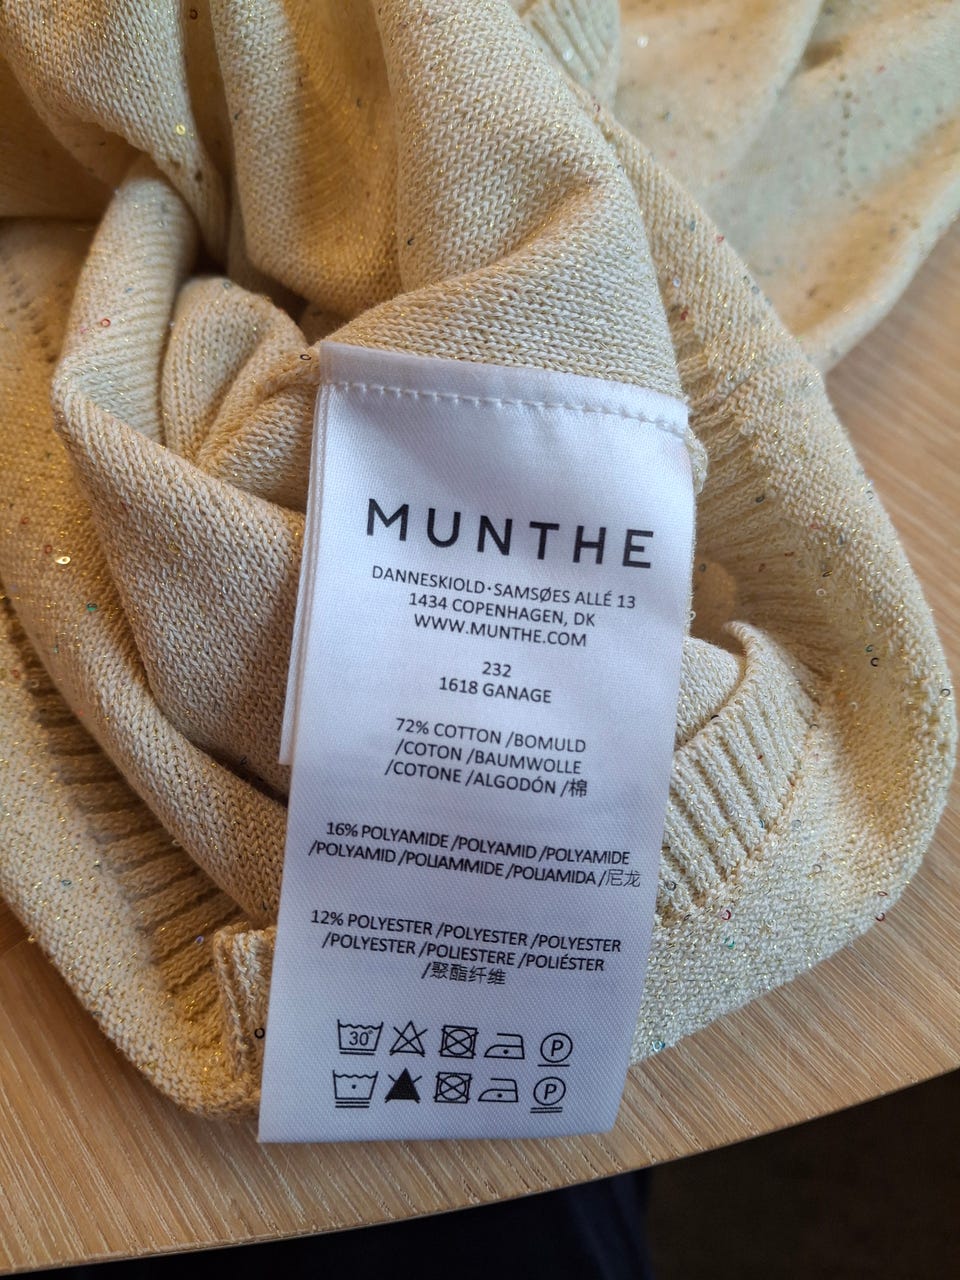 MUNTHE
DANNESKIOLD·SAMSØES ALLÉ 13
1434 COPENHAGEN, DK
WWW.MUNTHE.COM
232
1618 GANAGE
72% COTTON /BOMULD
/COTON /BAUMWOLLE
/COTONE /ALGODÓN /棉
16% POLYAMIDE /POLYAMID /POLYAMIDE
/POLYAMID /POLIAMMIDE /POLIAMIDA /尼龙
12% POLYESTER /POLYESTER /POLYESTER
/POLYESTER /POLIESTERE /POLIÉSTER
/聚酯纤维
30° P
P